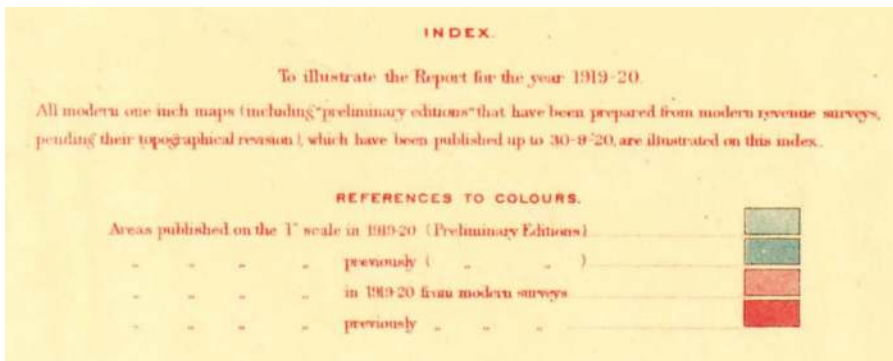 INDEX.
To illustrate the Report for the year 1919-20.
All modern one inch maps (including "preliminary editions" that have been prepared from modern revenue surveys,
pending their topographical revision), which have been published up to 30-9-'20, are illustrated on this index.
REFERENCES TO COLOURS.
Areas published on the 1" scale in 1919-20 (Preliminary Editions)
" " " " previously ( " " )
" " " " in 1919-20 from modern surveys
" " " " previously " " "